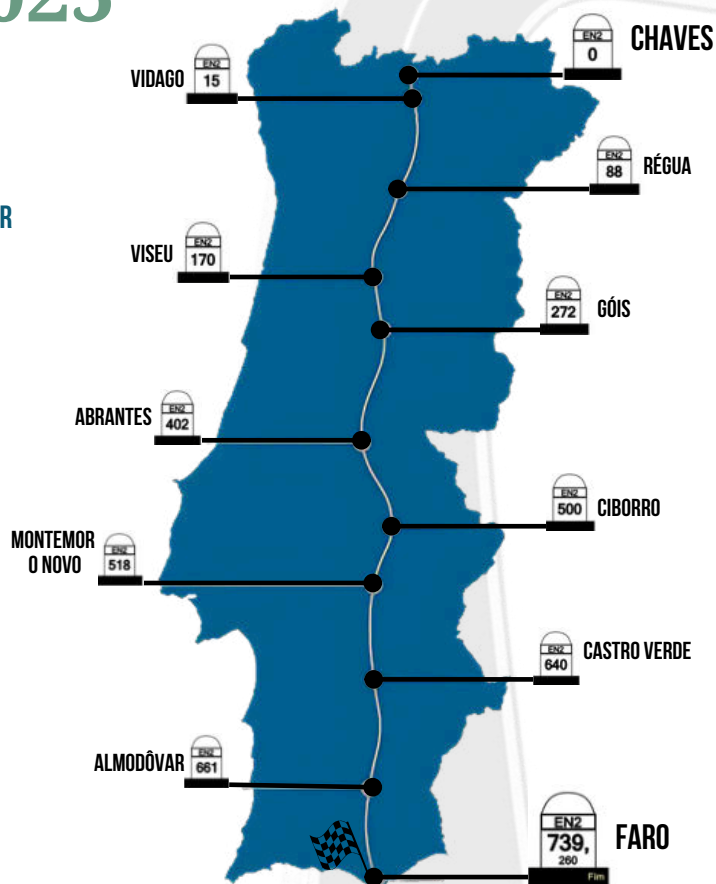 023
CHAVES
EN2
0
VIDAGO
EN2
15
EN2
88
RÉGUA
R
VISEU
EN2
170
EN2
272
GÓIS
ABRANTES
EN2
402
EN2
500
CIBORRO
MONTEMOR
O NOVO
EN2
518
EN2
640
CASTRO VERDE
ALMODÔVAR
EN2
661
EN2
739,
260
Fim
FARO